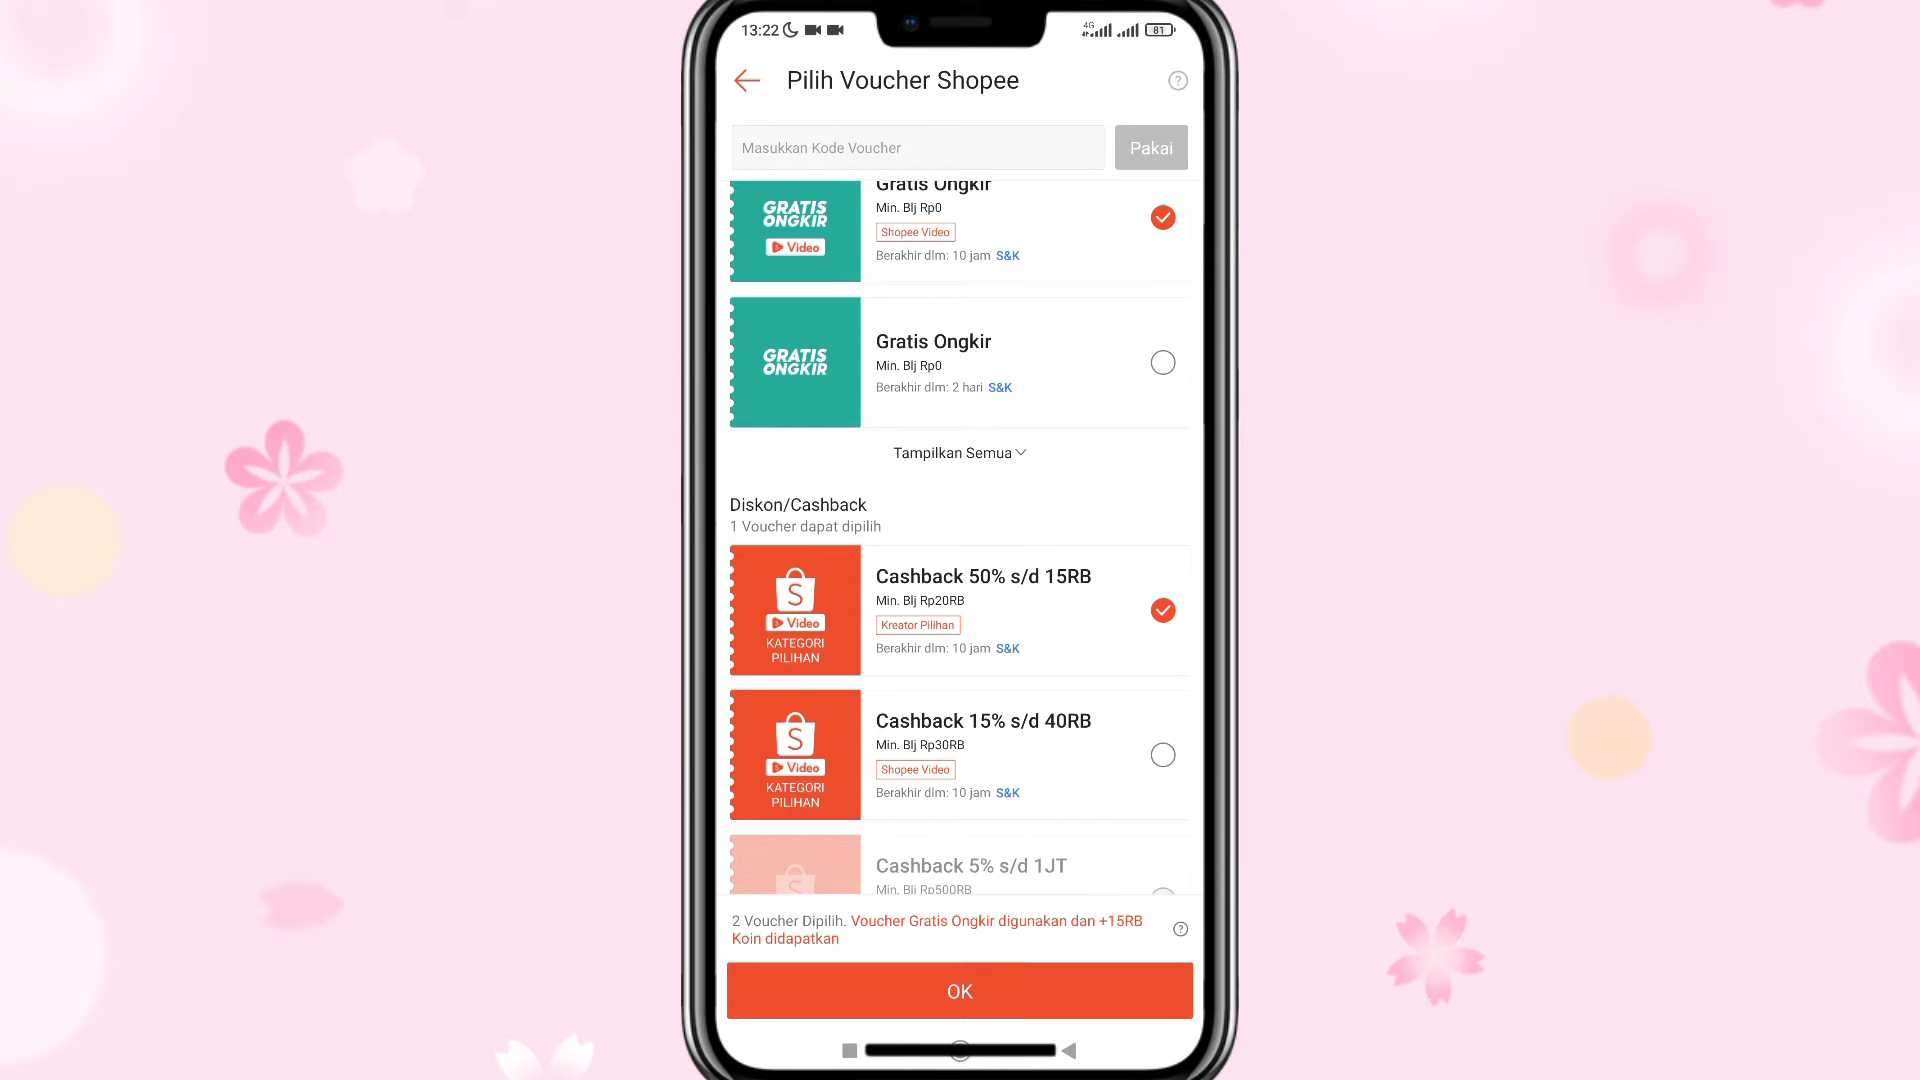 13:22
4G
81
Pilih Voucher Shopee
?
Masukkan Kode Voucher
Pakai
GRATIS
ONGKIR
Video
Gratis Ongkir
Min. Blj Rp0
Shopee Video
Berakhir dlm: 10 jam S&K
GRATIS
ONGKIR
Gratis Ongkir
Min. Blj Rp0
Berakhir dlm: 2 hari S&K
Tampilkan Semua
Diskon/Cashback
1 Voucher dapat dipilih
S
Video
KATEGORI
PILIHAN
Cashback 50% s/d 15RB
Min. Blj Rp20RB
Kreator Pilihan
Berakhir dlm: 10 jam S&K
S
Video
KATEGORI
PILIHAN
Cashback 15% s/d 40RB
Min. Blj Rp30RB
Shopee Video
Berakhir dlm: 10 jam S&K
S
Cashback 5% s/d 1JT
Min. Blj Rp500RB
2 Voucher Dipilih. Voucher Gratis Ongkir digunakan dan +15RB
Koin didapatkan
?
OK